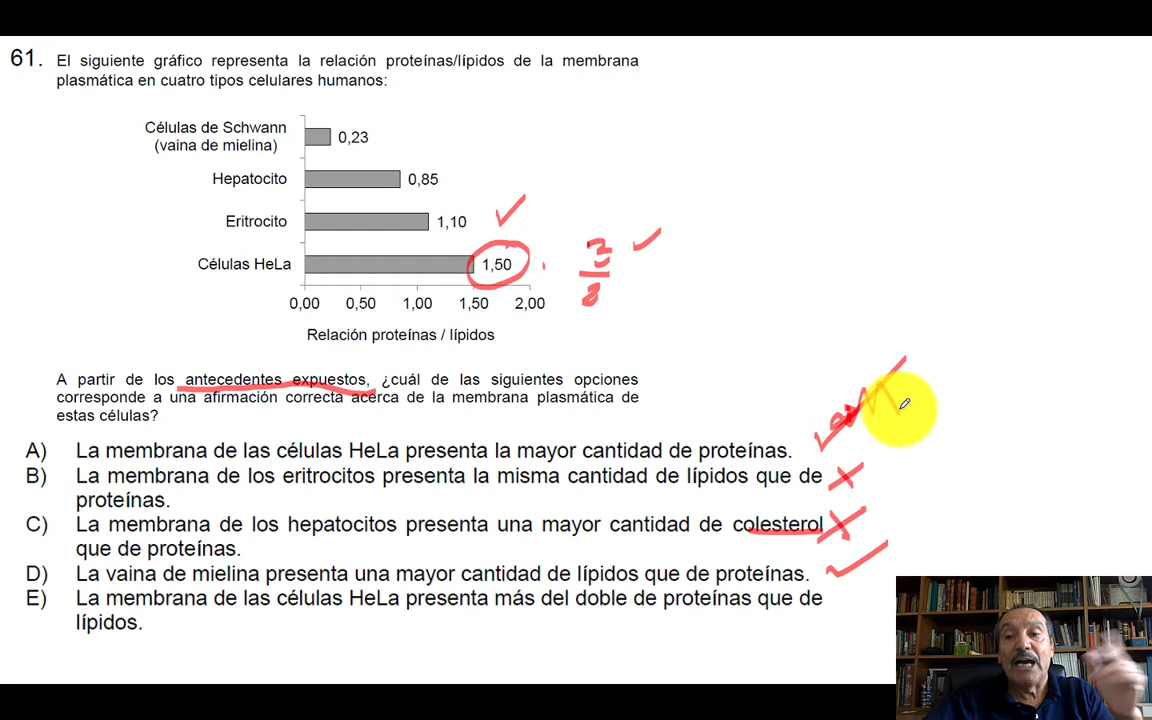 61. El siguiente gráfico representa la relación proteínas/lípidos de la membrana
plasmática en cuatro tipos celulares humanos:
Células de Schwann
(vaina de mielina)
0,23
Hepatocito
0,85
Eritrocito
1,10
Células HeLa
1,50
0,00 0,50 1,00 1,50 2,00
Relación proteínas / lípidos
A partir de los antecedentes expuestos, ¿cuál de las siguientes opciones
corresponde a una afirmación correcta acerca de la membrana plasmática de
estas células?
A) La membrana de las células HeLa presenta la mayor cantidad de proteínas.
B) La membrana de los eritrocitos presenta la misma cantidad de lípidos que de
proteínas.
C) La membrana de los hepatocitos presenta una mayor cantidad de colesterol
que de proteínas.
D) La vaina de mielina presenta una mayor cantidad de lípidos que de proteínas.
E) La membrana de las células HeLa presenta más del doble de proteínas que de
lípidos.